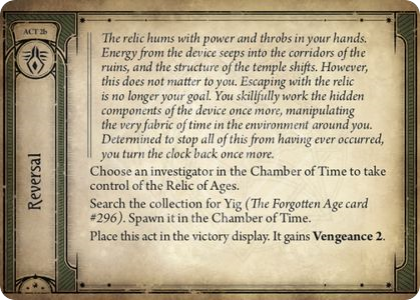 ACT 2b
Reversal
The relic hums with power and throbs in your hands.
Energy from the device seeps into the corridors of the
ruins, and the structure of the temple shifts. However,
this does not matter to you. Escaping with the relic
is no longer your goal. You skillfully work the hidden
components of the device once more, manipulating
the very fabric of time in the environment around you.
Determined to stop all of this from having ever occurred,
you turn the clock back once more.
Choose an investigator in the Chamber of Time to take
control of the Relic of Ages.
Search the collection for Yig (The Forgotten Age card
#296). Spawn it in the Chamber of Time.
Place this act in the victory display. It gains Vengeance 2.